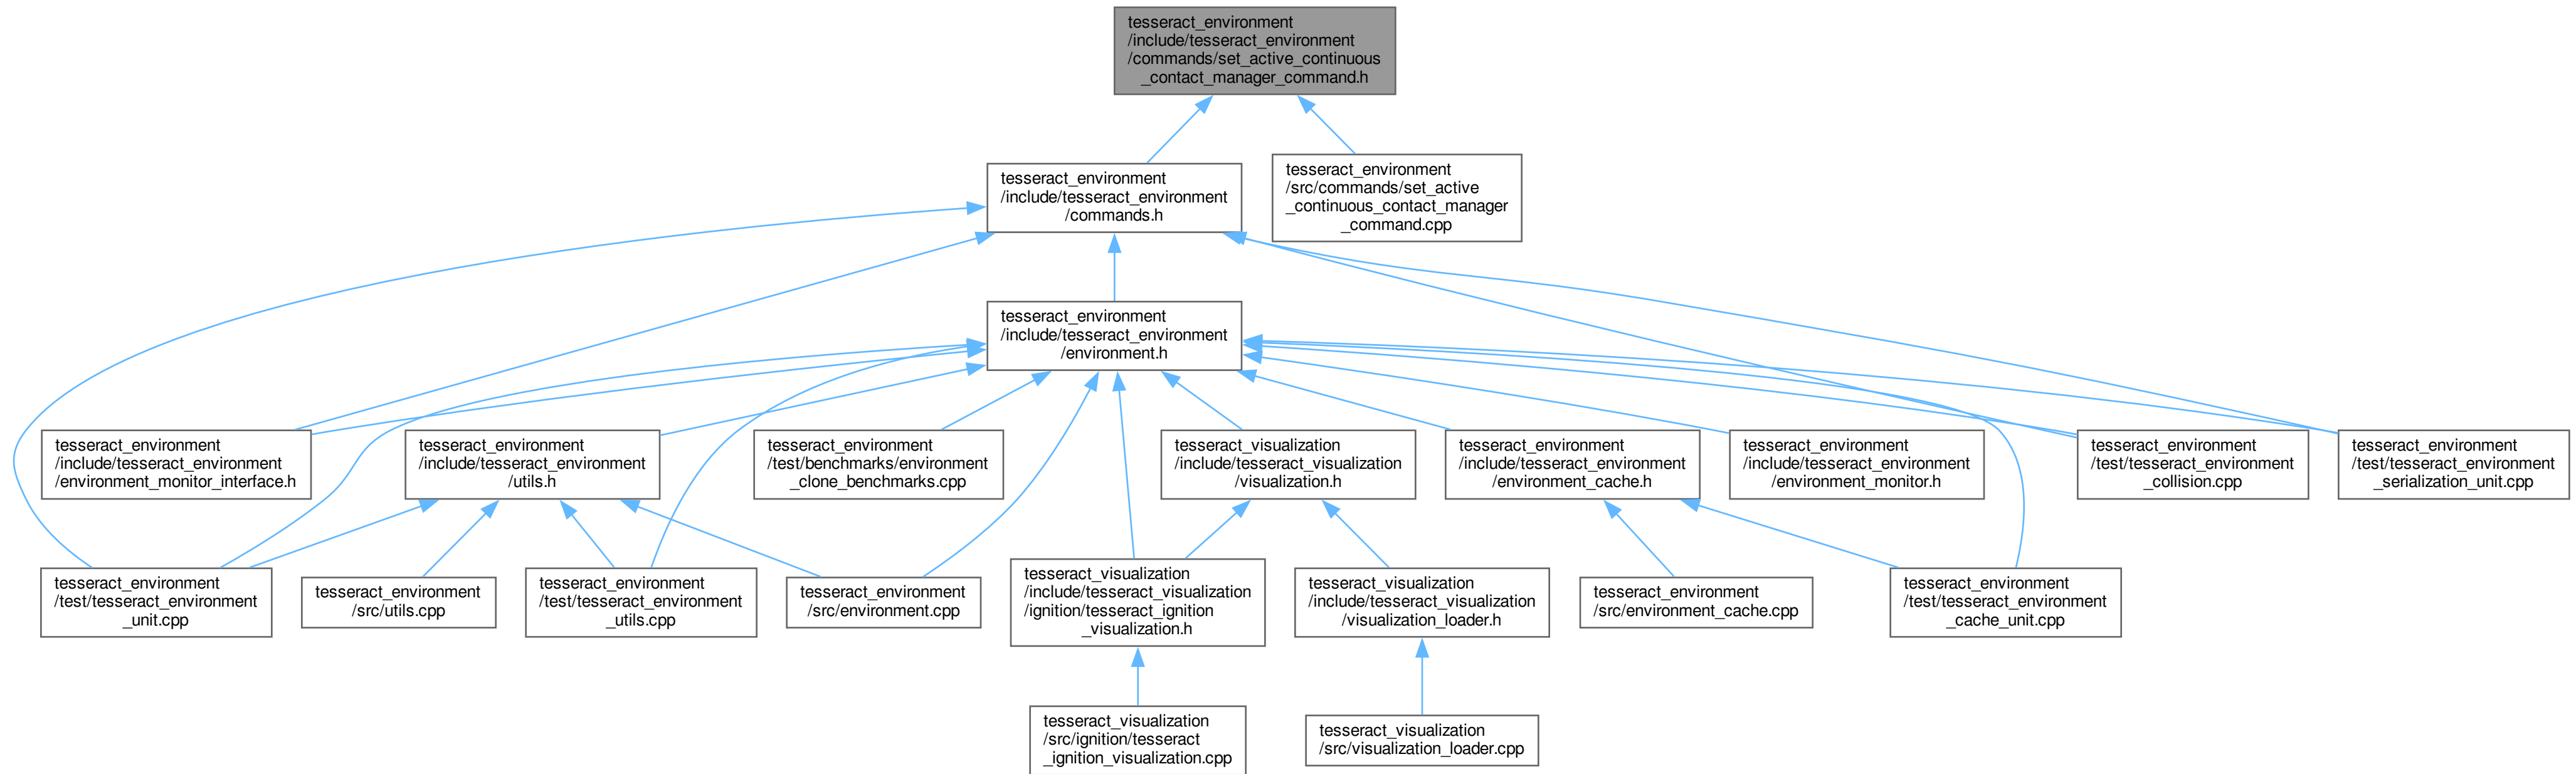 tesseract_environment
/include/tesseract_environment
/commands/set_active_continuous
_contact_manager_command.h
tesseract_environment
/include/tesseract_environment
/commands.h
tesseract_environment
/src/commands/set_active
_continuous_contact_manager
_command.cpp
tesseract_environment
/include/tesseract_environment
/environment.h
tesseract_environment
/include/tesseract_environment
/environment_monitor_interface.h
tesseract_environment
/include/tesseract_environment
/utils.h
tesseract_environment
/test/benchmarks/environment
_clone_benchmarks.cpp
tesseract_visualization
/include/tesseract_visualization
/visualization.h
tesseract_environment
/include/tesseract_environment
/environment_cache.h
tesseract_environment
/include/tesseract_environment
/environment_monitor.h
tesseract_environment
/test/tesseract_environment
_collision.cpp
tesseract_environment
/test/tesseract_environment
_serialization_unit.cpp
tesseract_environment
/test/tesseract_environment
_unit.cpp
tesseract_environment
/src/utils.cpp
tesseract_environment
/test/tesseract_environment
_utils.cpp
tesseract_environment
/src/environment.cpp
tesseract_visualization
/include/tesseract_visualization
/ignition/tesseract_ignition
_visualization.h
tesseract_visualization
/include/tesseract_visualization
/visualization_loader.h
tesseract_environment
/src/environment_cache.cpp
tesseract_environment
/test/tesseract_environment
_cache_unit.cpp
tesseract_visualization
/src/ignition/tesseract
_ignition_visualization.cpp
tesseract_visualization
/src/visualization_loader.cpp